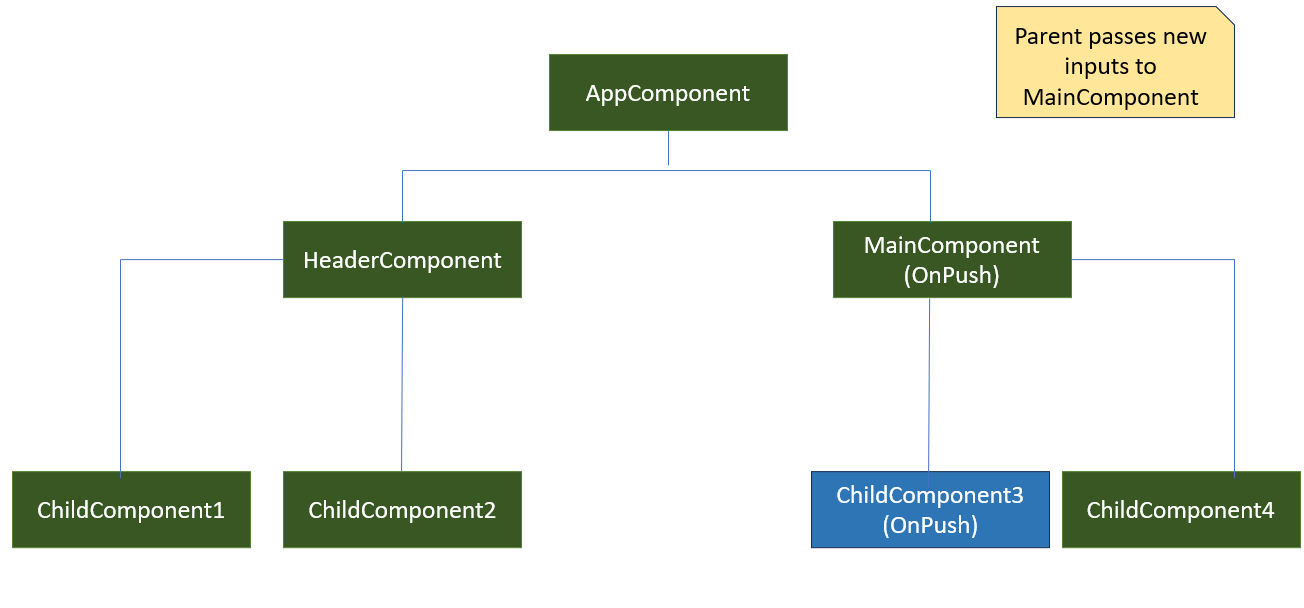 Parent passes new
inputs to
MainComponent
AppComponent
HeaderComponent
MainComponent
(OnPush)
ChildComponent1
ChildComponent2
ChildComponent3
(OnPush)
ChildComponent4